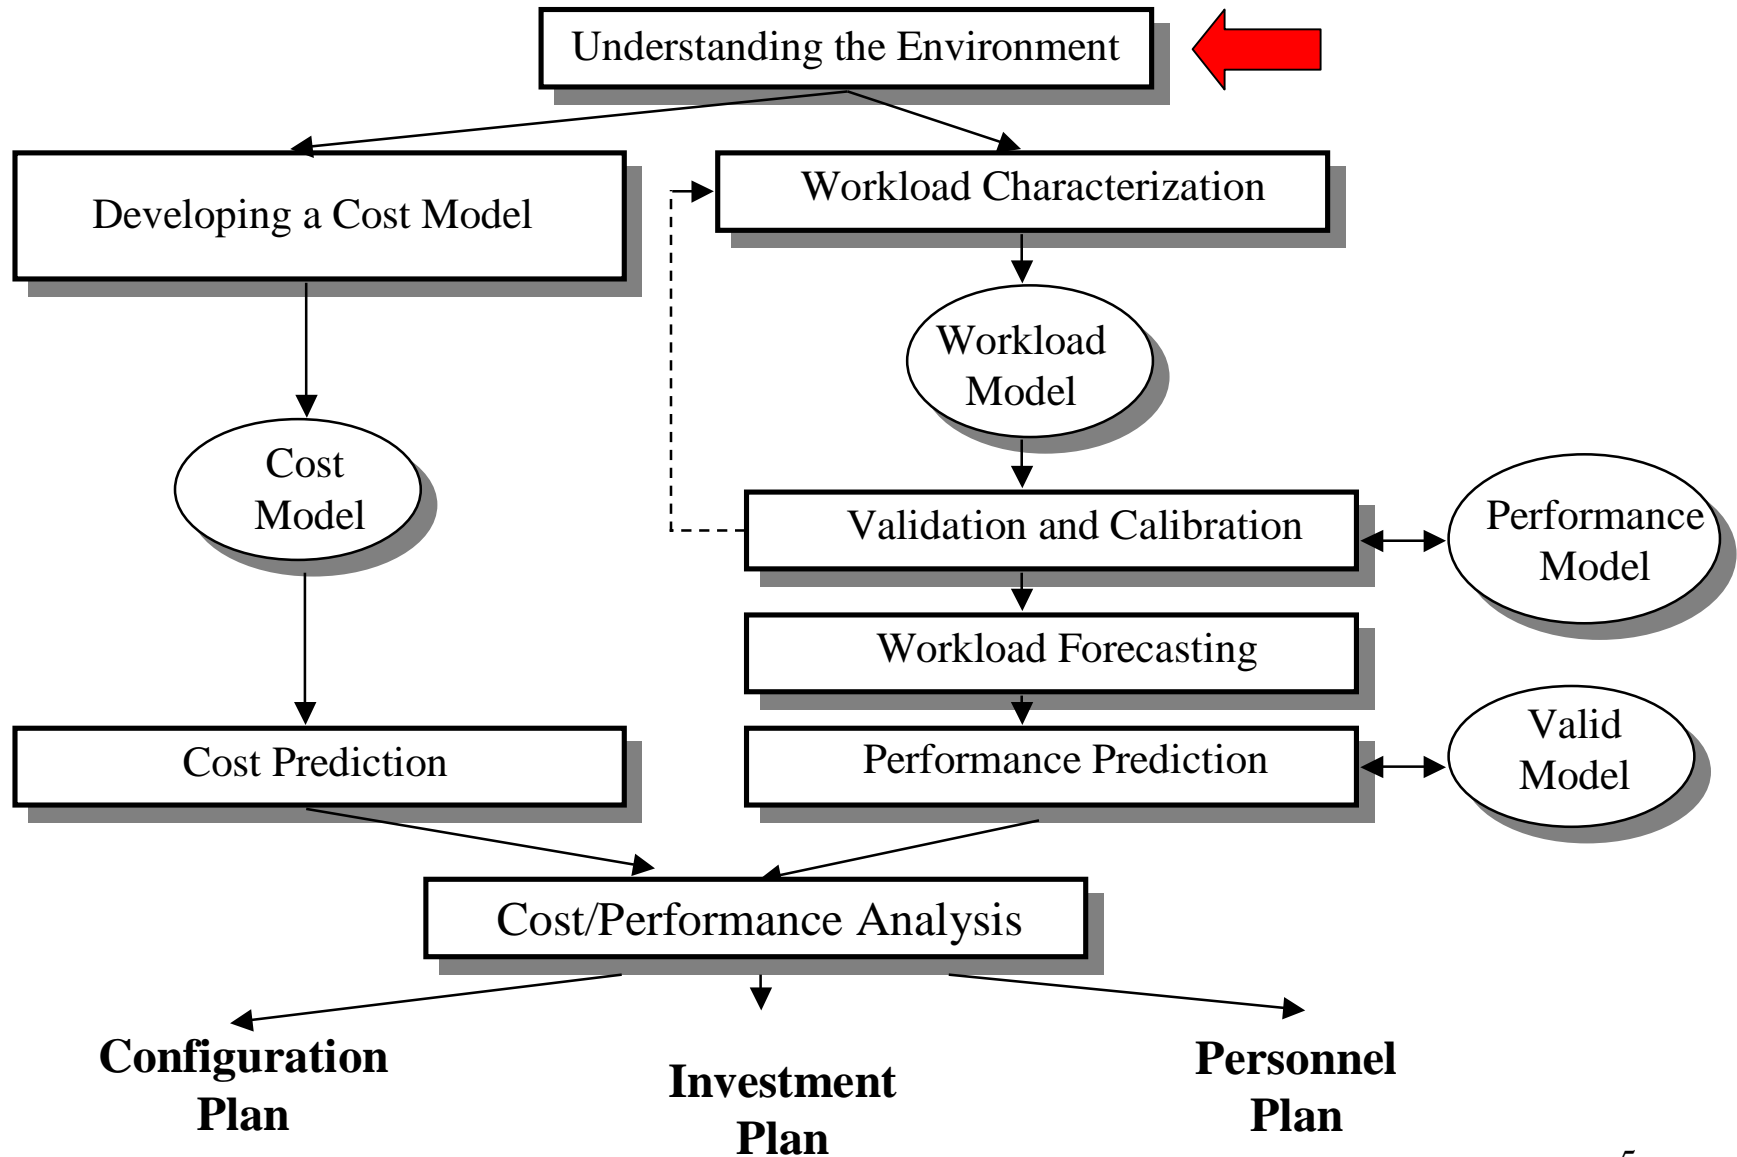 Understanding the Environment
Developing a Cost Model
Workload Characterization
Workload
Model
Cost
Model
Validation and Calibration
Performance
Model
Workload Forecasting
Cost Prediction
Performance Prediction
Valid
Model
Cost/Performance Analysis
Configuration
Plan
Investment
Plan
Personnel
Plan
5